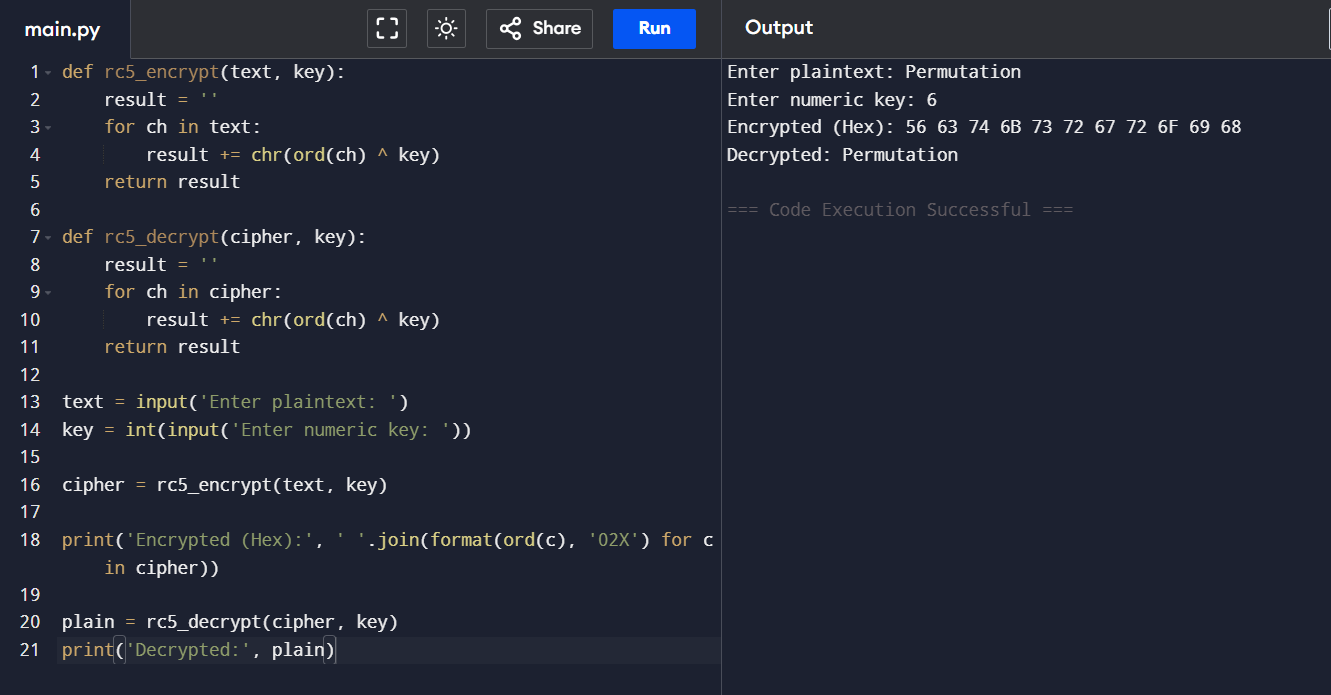 main.py
Share
Run
Output
1 def rc5_encrypt(text, key):
2     result = ''
3     for ch in text:
4         result += chr(ord(ch) ^ key)
5     return result
6
7 def rc5_decrypt(cipher, key):
8     result = ''
9     for ch in cipher:
10         result += chr(ord(ch) ^ key)
11     return result
12
13 text = input('Enter plaintext: ')
14 key = int(input('Enter numeric key: '))
15
16 cipher = rc5_encrypt(text, key)
17
18 print('Encrypted (Hex):', ' '.join(format(ord(c), '02X') for c
    in cipher))
19
20 plain = rc5_decrypt(cipher, key)
21 print('Decrypted:', plain)
Enter plaintext: Permutation
Enter numeric key: 6
Encrypted (Hex): 56 63 74 6B 73 72 67 72 6F 69 68
Decrypted: Permutation
=== Code Execution Successful ===